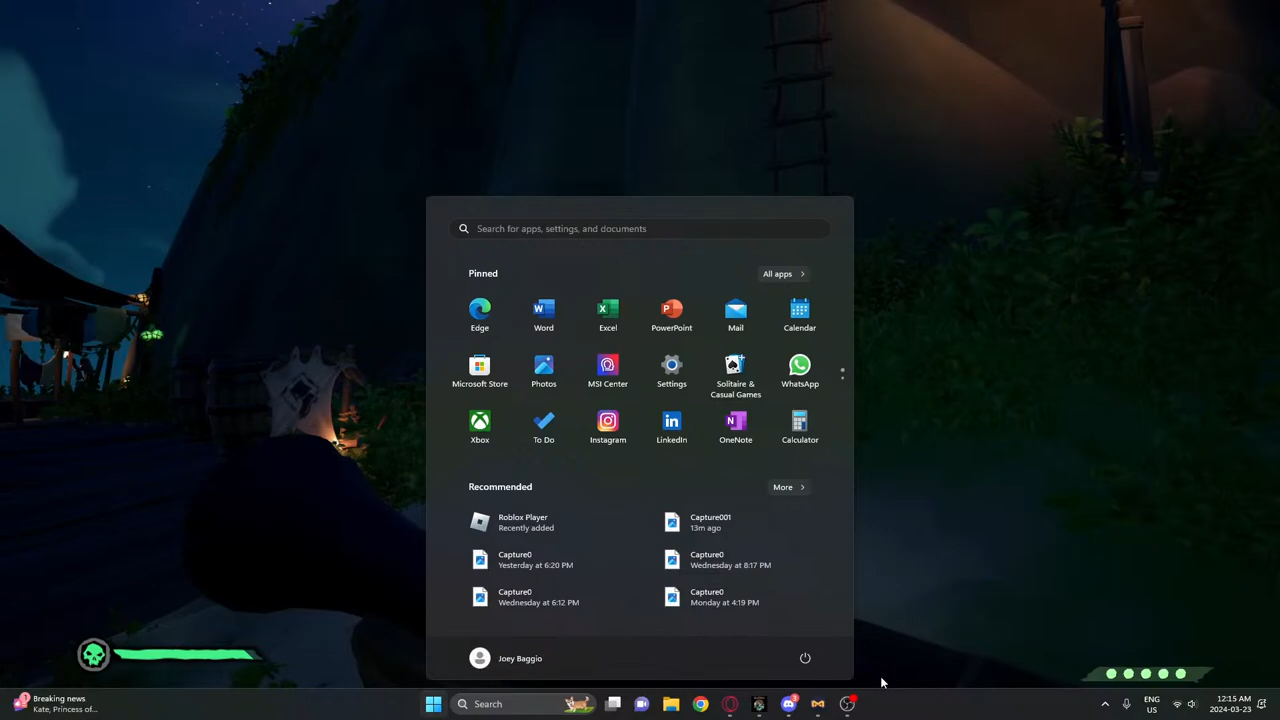 Search for apps, settings, and documents
Pinned
All apps
Edge
Word
Excel
PowerPoint
Mail
Calendar
Microsoft Store
Photos
MSI Center
Settings
Solitaire &
Casual Games
WhatsApp
Xbox
To Do
Instagram
LinkedIn
OneNote
Calculator
Recommended
More
Roblox Player
Recently added
Capture001
13m ago
Capture0
Yesterday at 6:20 PM
Capture0
Wednesday at 8:17 PM
Capture0
Wednesday at 6:12 PM
Capture0
Monday at 4:19 PM
Joey Baggio
1
Breaking news
Kate, Princess of...
Search
3
ENG
US
12:15 AM
2024-03-23